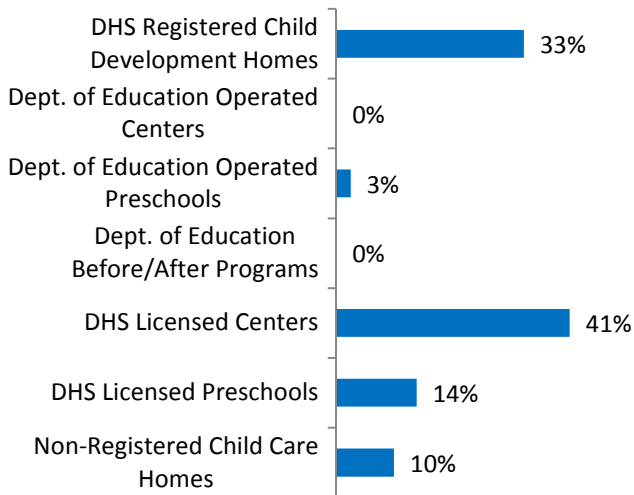 DHS Registered Child
Development Homes
33%
Dept. of Education Operated
Centers
0%
Dept. of Education Operated
Preschools
3%
Dept. of Education
Before/After Programs
0%
DHS Licensed Centers
41%
DHS Licensed Preschools
14%
Non-Registered Child Care
Homes
10%